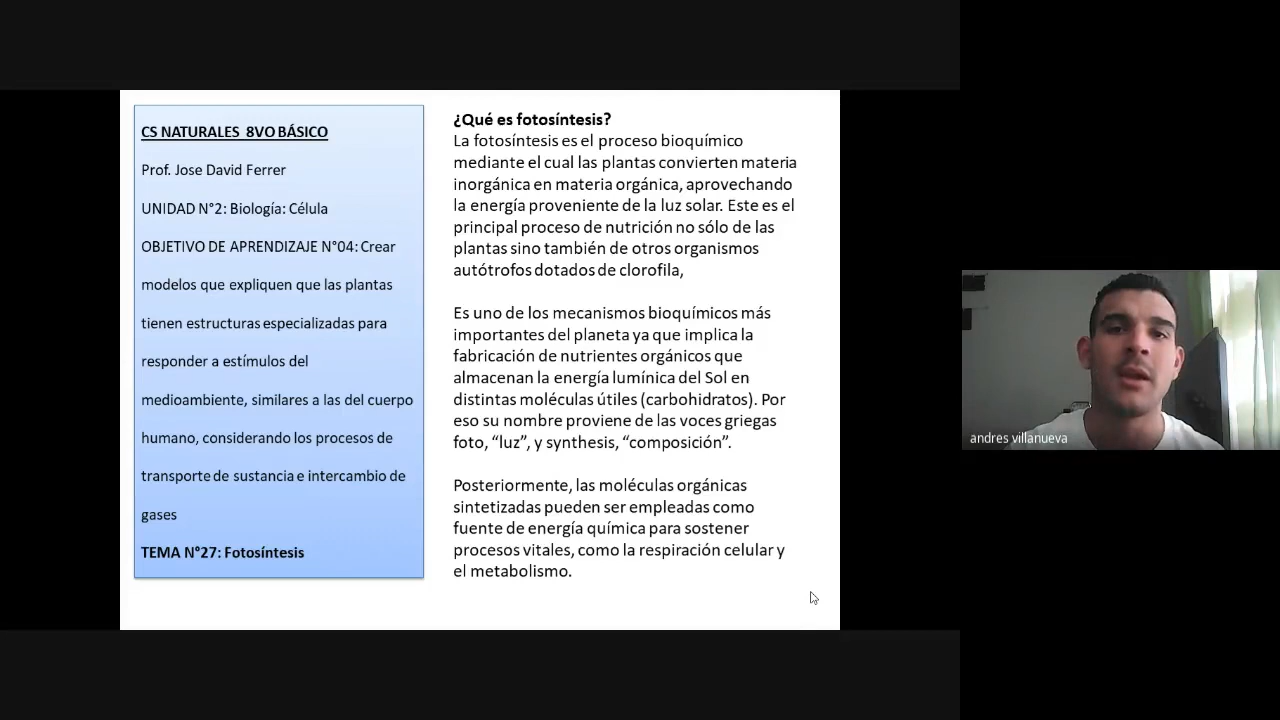 CS NATURALES 8VO BÁSICO
Prof. Jose David Ferrer
UNIDAD N°2: Biología: Célula
OBJETIVO DE APRENDIZAJE N°04: Crear
modelos que expliquen que las plantas
tienen estructuras especializadas para
responder a estímulos del
medioambiente, similares a las del cuerpo
humano, considerando los procesos de
transporte de sustancia e intercambio de
gases
TEMA N°27: Fotosíntesis
¿Qué es fotosíntesis?
La fotosíntesis es el proceso bioquímico
mediante el cual las plantas convierten materia
inorgánica en materia orgánica, aprovechando
la energía proveniente de la luz solar. Este es el
principal proceso de nutrición no sólo de las
plantas sino también de otros organismos
autótrofos dotados de clorofila,
Es uno de los mecanismos bioquímicos más
importantes del planeta ya que implica la
fabricación de nutrientes orgánicos que
almacenan la energía lumínica del Sol en
distintas moléculas útiles (carbohidratos). Por
eso su nombre proviene de las voces griegas
foto, “luz”, y synthesis, “composición”.
Posteriormente, las moléculas orgánicas
sintetizadas pueden ser empleadas como
fuente de energía química para sostener
procesos vitales, como la respiración celular y
el metabolismo.
andres villanueva